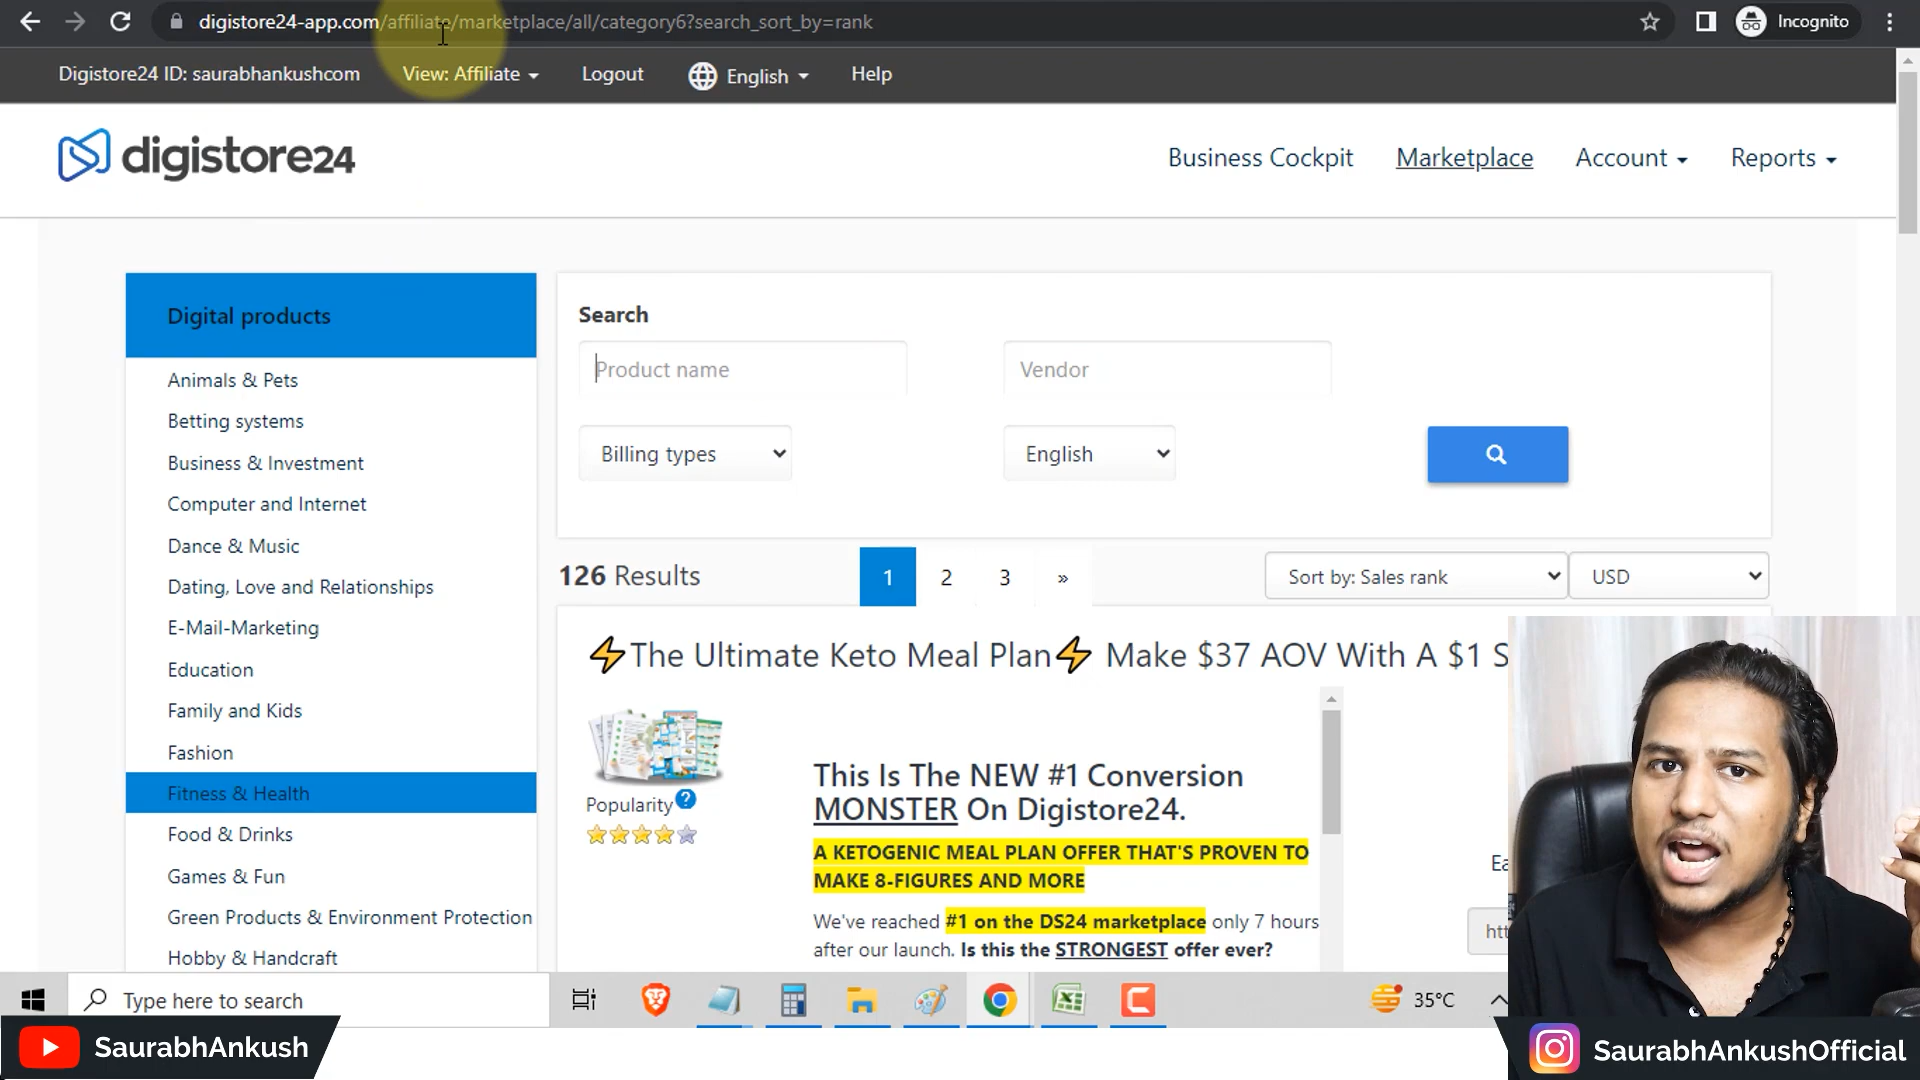 digistore24-app.com/affiliate/marketplace/all/category6?search_sort_by=rank
Incognito
Digistore24 ID: saurabhankushcom
View: Affiliate
Logout
English
Help
digistore24
Business Cockpit
Marketplace
Account
Reports
Digital products
Animals & Pets
Betting systems
Business & Investment
Computer and Internet
Dance & Music
Dating, Love and Relationships
E-Mail-Marketing
Education
Family and Kids
Fashion
Fitness & Health
Food & Drinks
Games & Fun
Green Products & Environment Protection
Hobby & Handcraft
Search
Product name
Vendor
Billing types
English
126 Results
1 2 3 »
Sort by: Sales rank
USD
⚡The Ultimate Keto Meal Plan⚡ Make $37 AOV With A $1 S
Popularity ?
This Is The NEW #1 Conversion
MONSTER On Digistore24.
A KETOGENIC MEAL PLAN OFFER THAT'S PROVEN TO
MAKE 8-FIGURES AND MORE
We've reached #1 on the DS24 marketplace only 7 hours
after our launch. Is this the STRONGEST offer ever?
Ea
htt
Type here to search
35°C
SaurabhAnkush
SaurabhAnkushOfficial